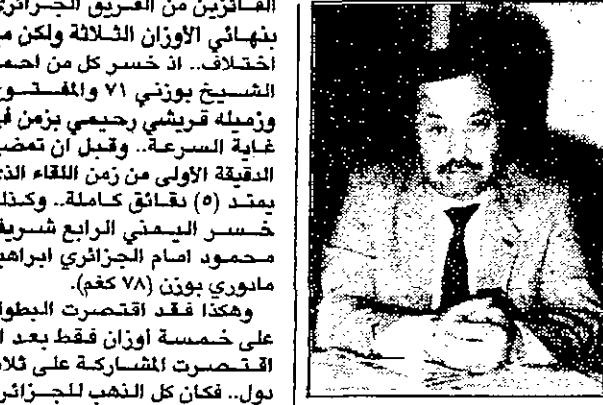 الفائزين من الفريق الجزائري
بنهائي الأوزان الثلاثة ولكن مع
اختلاف.. اذ خسر كل من احمد
الشيخ بوزني ٧١ والمفتوح
وزميله قريشي رحيمي بزمن في
غاية السرعة.. وقبل ان تمضي
الدقيقة الأولى من زمن اللقاء الذي
يمتد (٥) دقائق كاملة.. وكذلك
خسر اليمني الرابع شريف
محمود امام الجزائري ابراهيم
مادوري بوزن (٧٨ كغم).
وهكذا فقد اقتصرت البطولة
على خمسة أوزان فقط بعد ان
اقتصرت المشاركة على ثلاث
دول.. فكان كل الذهب للجزائر